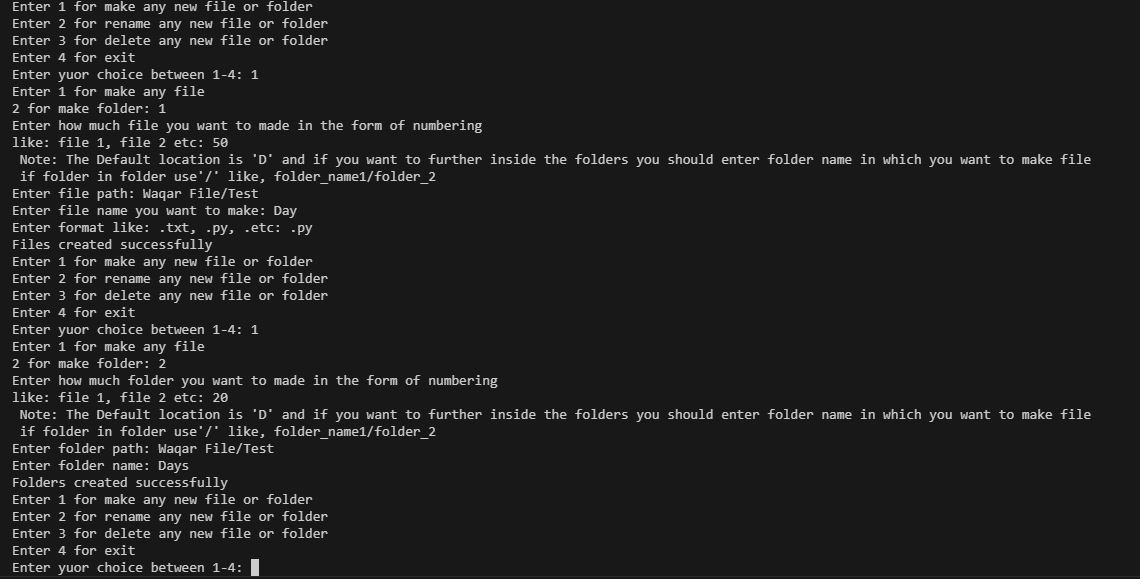 Enter 1 for make any new file or folder
Enter 2 for rename any new file or folder
Enter 3 for delete any new file or folder
Enter 4 for exit
Enter yuor choice between 1-4: 1
Enter 1 for make any file
2 for make folder: 1
Enter how much file you want to made in the form of numbering
like: file 1, file 2 etc: 50
 Note: The Default location is 'D' and if you want to further inside the folders you should enter folder name in which you want to make file
 if folder in folder use'/' like, folder_name1/folder_2
Enter file path: Waqar File/Test
Enter file name you want to make: Day
Enter format like: .txt, .py, .etc: .py
Files created successfully
Enter 1 for make any new file or folder
Enter 2 for rename any new file or folder
Enter 3 for delete any new file or folder
Enter 4 for exit
Enter yuor choice between 1-4: 1
Enter 1 for make any file
2 for make folder: 2
Enter how much folder you want to made in the form of numbering
like: file 1, file 2 etc: 20
 Note: The Default location is 'D' and if you want to further inside the folders you should enter folder name in which you want to make file
 if folder in folder use'/' like, folder_name1/folder_2
Enter folder path: Waqar File/Test
Enter folder name: Days
Folders created successfully
Enter 1 for make any new file or folder
Enter 2 for rename any new file or folder
Enter 3 for delete any new file or folder
Enter 4 for exit
Enter yuor choice between 1-4: